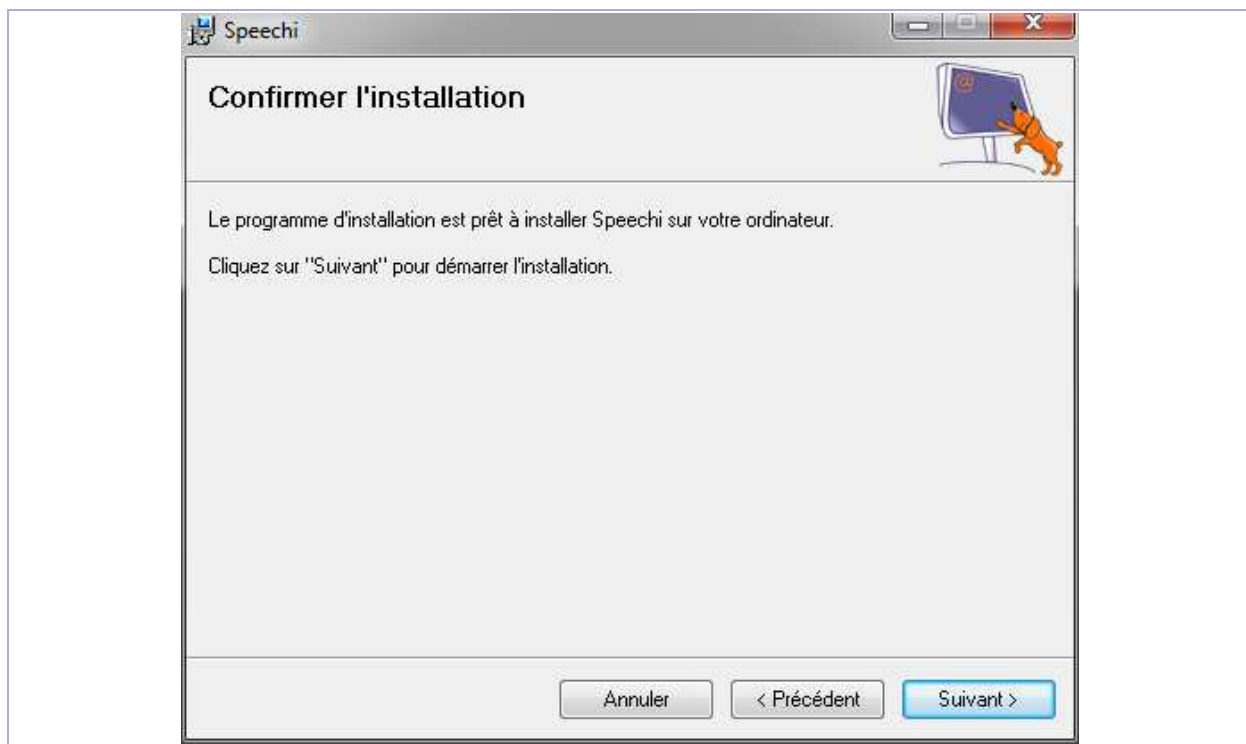 Speechi
Confirmer l'installation
@
Le programme d'installation est prêt à installer Speechi sur votre ordinateur.
Cliquez sur "Suivant" pour démarrer l'installation.
Annuler
< Précédent
Suivant >